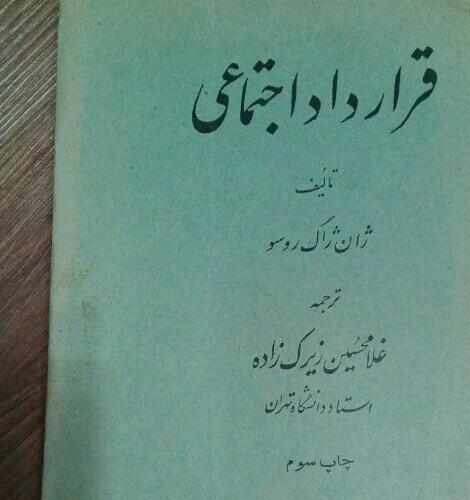 قرارداد اجتماعی
تألیف
ژان ژاک روسو
ترجمه
غلامحسین زیرک زاده
استاد دانشگاه تهران
چاپ سوم